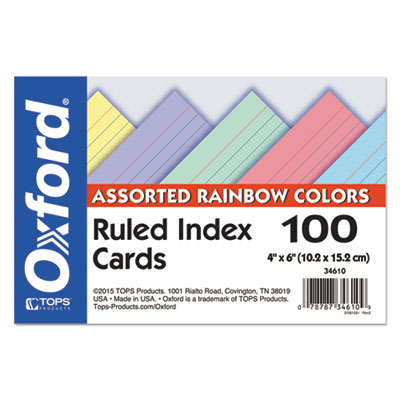 Oxford®
TOPS
PRODUCTS
ASSORTED RAINBOW COLORS
Ruled Index
Cards
100
4" x 6" (10.2 x 15.2 cm)
34610
©2015 TOPS Products. 1001 Rialto Road, Covington, TN 38019
USA • Made in USA. • Oxford is a trademark of TOPS Products.
Tops-Products.com/Oxford
0 78787 34610 9